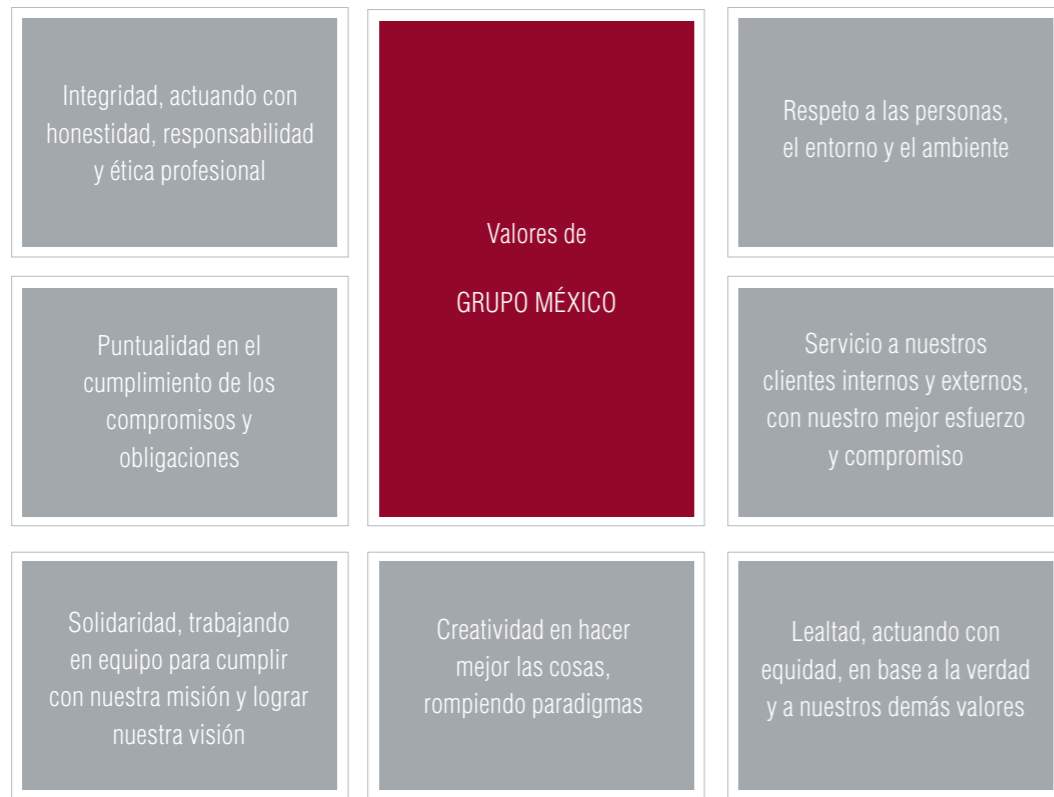 Integridad, actuando con
honestidad, responsabilidad
y ética profesional
Valores de
GRUPO MÉXICO
Respeto a las personas,
el entorno y el ambiente
Puntualidad en el
cumplimiento de los
compromisos y
obligaciones
Servicio a nuestros
clientes internos y externos,
con nuestro mejor esfuerzo
y compromiso
Solidaridad, trabajando
en equipo para cumplir
con nuestra misión y lograr
nuestra visión
Creatividad en hacer
mejor las cosas,
rompiendo paradigmas
Lealtad, actuando con
equidad, en base a la verdad
y a nuestros demás valores